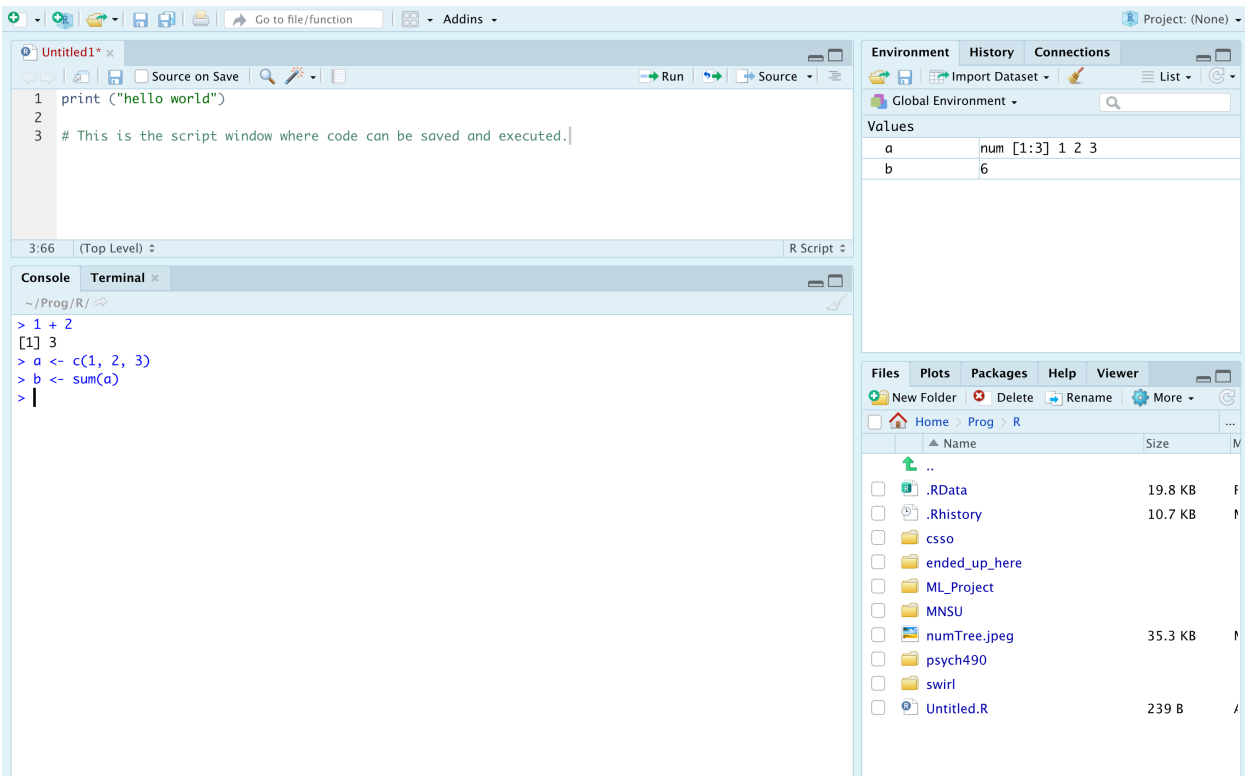 Go to file/function
Addins
Project: (None)
Untitled1*
Source on Save
Run
Source
1 print ("hello world")
2
3 # This is the script window where code can be saved and executed.
3:66 (Top Level) R Script
Console Terminal
~/Prog/R/
> 1 + 2
[1] 3
> a <- c(1, 2, 3)
> b <- sum(a)
>
Environment History Connections
Import Dataset List
Global Environment
Values
a num [1:3] 1 2 3
b 6
Files Plots Packages Help Viewer
New Folder Delete Rename More
Home > Prog > R ...
Name Size
..
.RData 19.8 KB
.Rhistory 10.7 KB
csso
ended_up_here
ML_Project
MNSU
numTree.jpeg 35.3 KB
psych490
swirl
Untitled.R 239 B